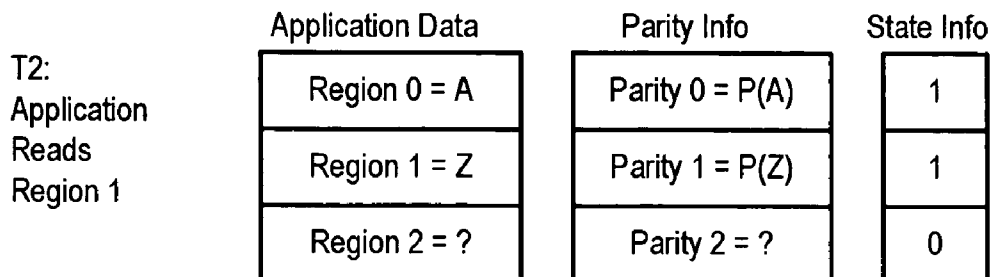 Application Data Parity Info State Info
T2:
Application
Reads
Region 1
Region 0 = A Parity 0 = P(A) 1
Region 1 = Z Parity 1 = P(Z) 1
Region 2 = ? Parity 2 = ? 0